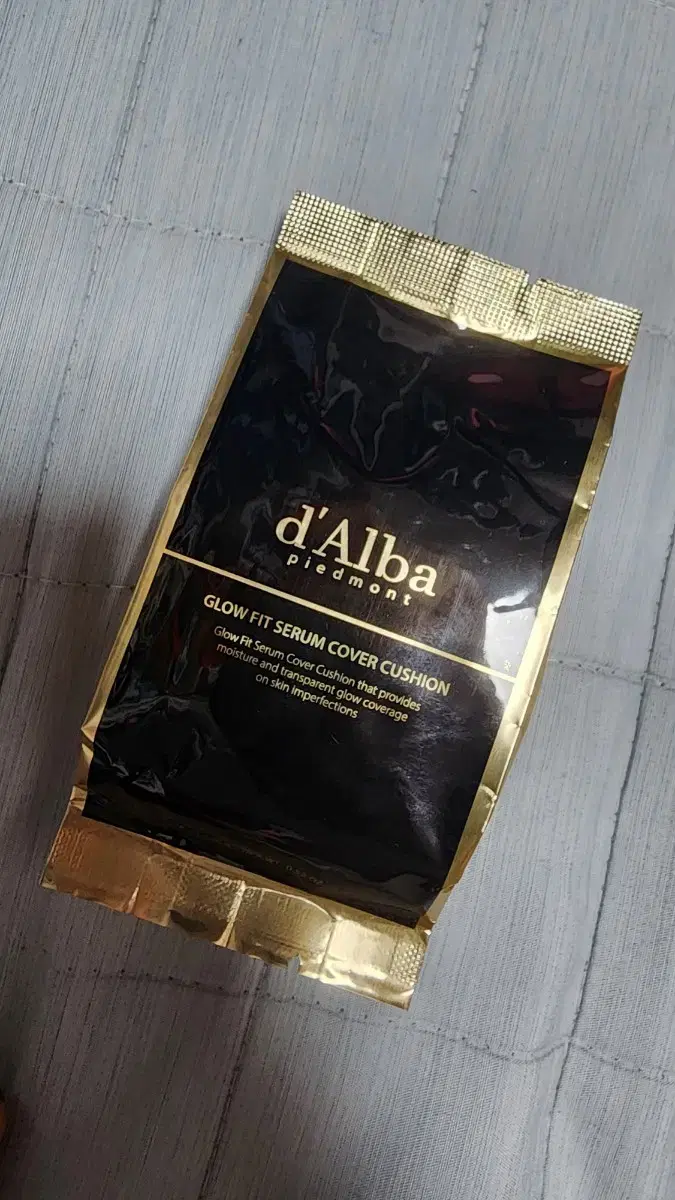 d'Alba
piedmont
GLOW FIT SERUM COVER CUSHION
Glow Fit Serum Cover Cushion that provides
moisture and transparent glow coverage
on skin imperfections